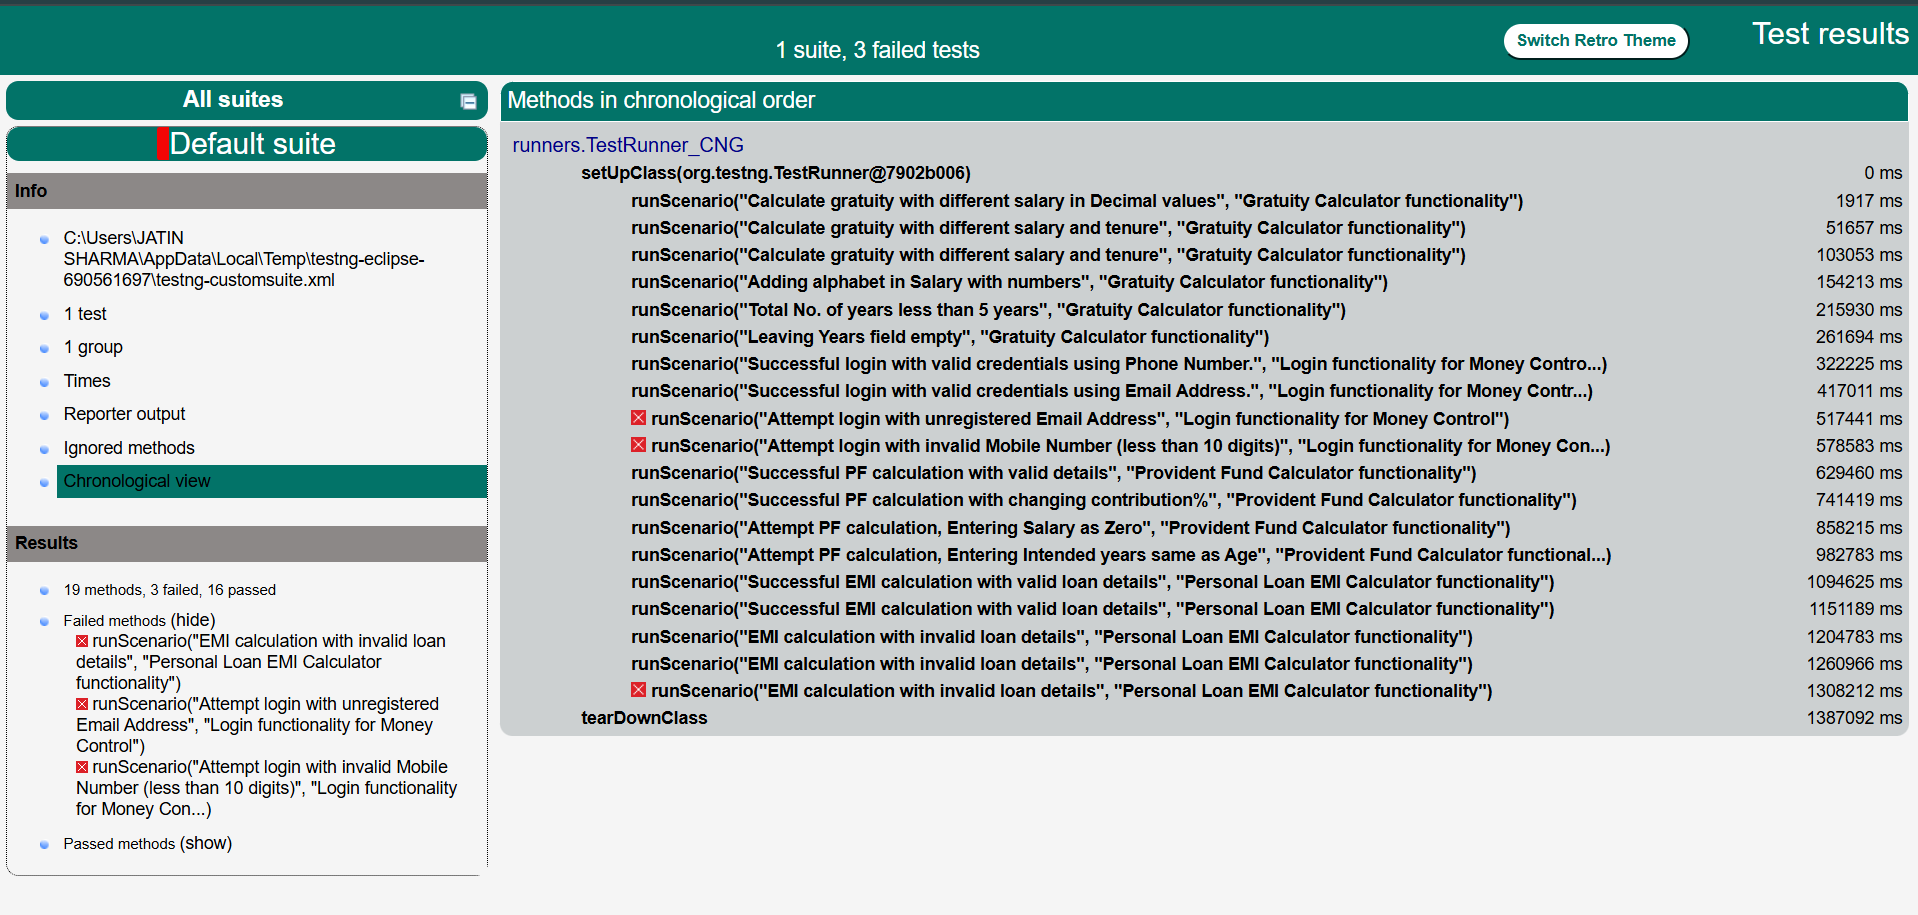 1 suite, 3 failed tests
Switch Retro Theme
Test results
All suites
Default suite
Info
C:\Users\JATIN
SHARMA\AppData\Local\Temp\testng-eclipse-
690561697\testng-customsuite.xml
1 test
1 group
Times
Reporter output
Ignored methods
Chronological view
Results
19 methods, 3 failed, 16 passed
Failed methods (hide)
runScenario("EMI calculation with invalid loan
details", "Personal Loan EMI Calculator
functionality")
runScenario("Attempt login with unregistered
Email Address", "Login functionality for Money
Control")
runScenario("Attempt login with invalid Mobile
Number (less than 10 digits)", "Login functionality
for Money Con...)
Passed methods (show)
Methods in chronological order
runners.TestRunner_CNG
setUpClass(org.testng.TestRunner@7902b006) 0 ms
runScenario("Calculate gratuity with different salary in Decimal values", "Gratuity Calculator functionality") 1917 ms
runScenario("Calculate gratuity with different salary and tenure", "Gratuity Calculator functionality") 51657 ms
runScenario("Calculate gratuity with different salary and tenure", "Gratuity Calculator functionality") 103053 ms
runScenario("Adding alphabet in Salary with numbers", "Gratuity Calculator functionality") 154213 ms
runScenario("Total No. of years less than 5 years", "Gratuity Calculator functionality") 215930 ms
runScenario("Leaving Years field empty", "Gratuity Calculator functionality") 261694 ms
runScenario("Successful login with valid credentials using Phone Number.", "Login functionality for Money Contro...) 322225 ms
runScenario("Successful login with valid credentials using Email Address.", "Login functionality for Money Contr...) 417011 ms
runScenario("Attempt login with unregistered Email Address", "Login functionality for Money Control") 517441 ms
runScenario("Attempt login with invalid Mobile Number (less than 10 digits)", "Login functionality for Money Con...) 578583 ms
runScenario("Successful PF calculation with valid details", "Provident Fund Calculator functionality") 629460 ms
runScenario("Successful PF calculation with changing contribution%", "Provident Fund Calculator functionality") 741419 ms
runScenario("Attempt PF calculation, Entering Salary as Zero", "Provident Fund Calculator functionality") 858215 ms
runScenario("Attempt PF calculation, Entering Intended years same as Age", "Provident Fund Calculator functional...) 982783 ms
runScenario("Successful EMI calculation with valid loan details", "Personal Loan EMI Calculator functionality") 1094625 ms
runScenario("Successful EMI calculation with valid loan details", "Personal Loan EMI Calculator functionality") 1151189 ms
runScenario("EMI calculation with invalid loan details", "Personal Loan EMI Calculator functionality") 1204783 ms
runScenario("EMI calculation with invalid loan details", "Personal Loan EMI Calculator functionality") 1260966 ms
runScenario("EMI calculation with invalid loan details", "Personal Loan EMI Calculator functionality") 1308212 ms
tearDownClass 1387092 ms